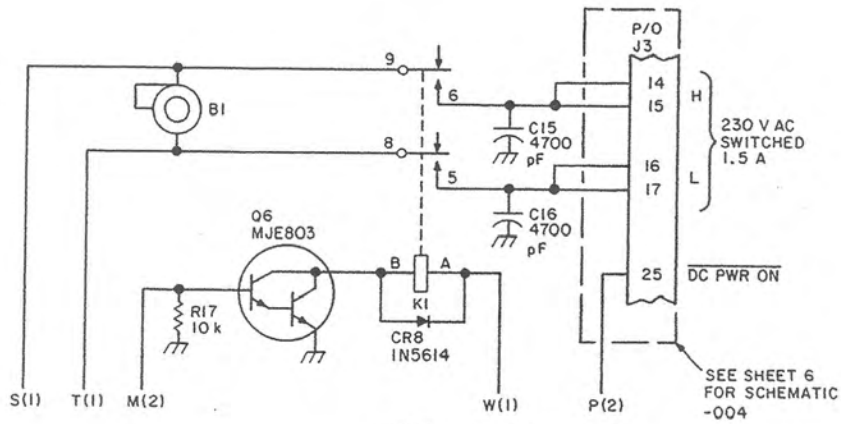 P/O
J3
9
14
H
B1
6
15
C15
4700
pF
230 V AC
SWITCHED
1.5 A
8
16
5
17
L
C16
4700
pF
Q6
MJE803
B
A
25
DC PWR ON
K1
R17
10 k
CR8
1N5614
SEE SHEET 6
FOR SCHEMATIC
-004
S(1)
T(1)
M(2)
W(1)
P(2)